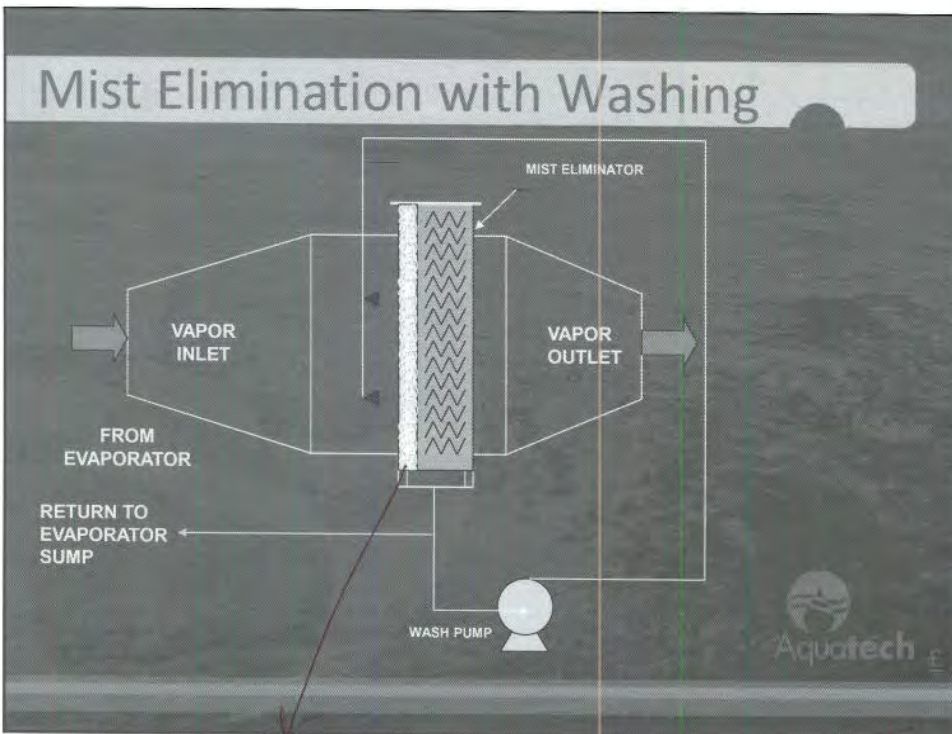 Mist Elimination with Washing
MIST ELIMINATOR
VAPOR
INLET
VAPOR
OUTLET
FROM
EVAPORATOR
RETURN TO
EVAPORATOR
SUMP
WASH PUMP
Aquatech